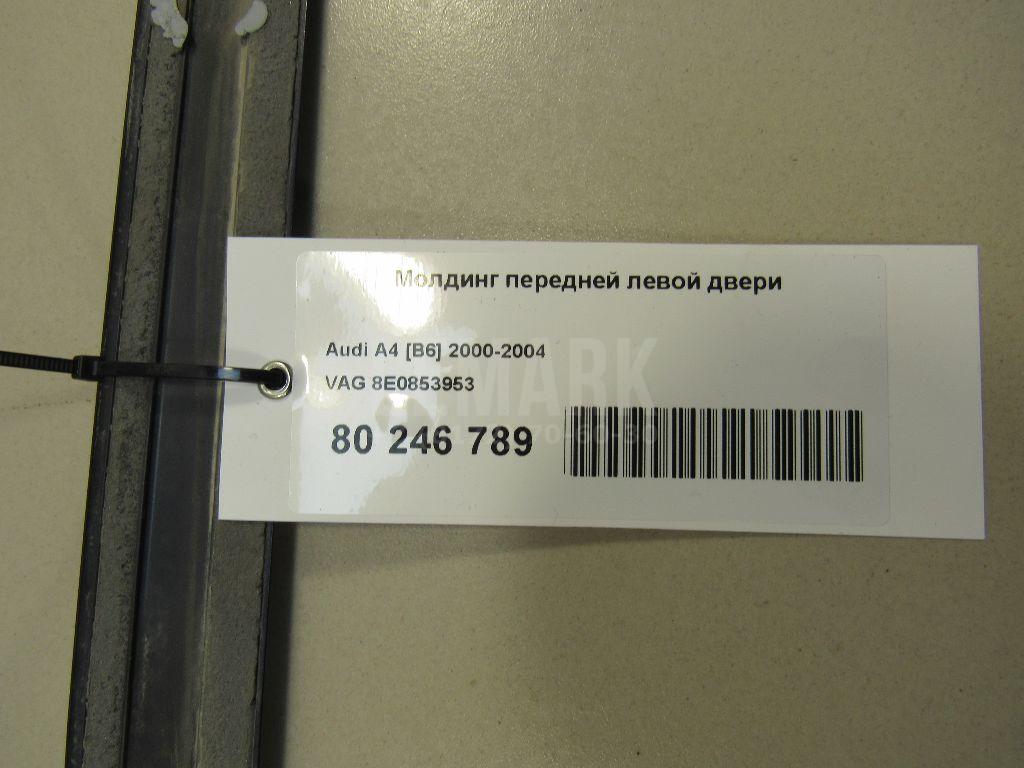 Молдинг передней левой двери
Audi A4 [B6] 2000-2004
VAG 8E0853953
80 246 789